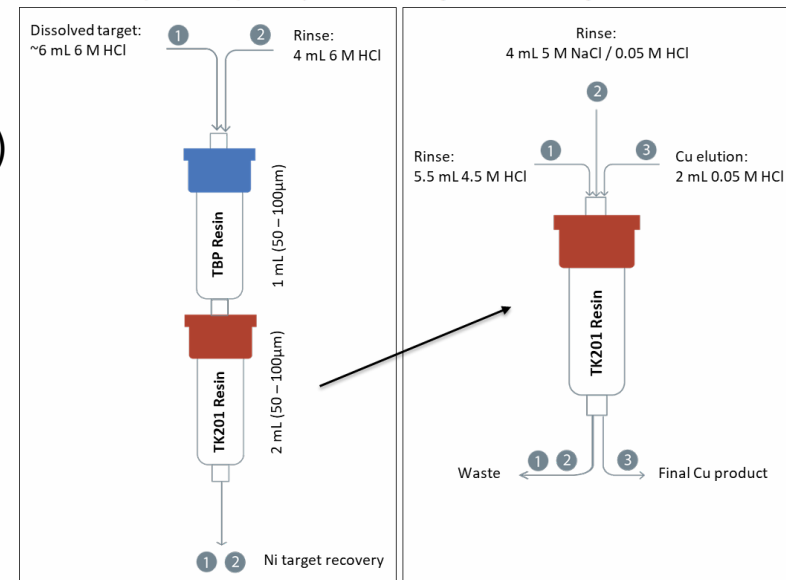 Dissolved target:
~6 mL 6 M HCl
1
2
Rinse:
4 mL 6 M HCl
TBP Resin
1 mL (50 – 100µm)
TK201 Resin
2 mL (50 – 100µm)
1 2 Ni target recovery
Rinse:
4 mL 5 M NaCl / 0.05 M HCl
2
Rinse:
5.5 mL 4.5 M HCl
1
3
Cu elution:
2 mL 0.05 M HCl
TK201 Resin
Waste
1 2
3
Final Cu product